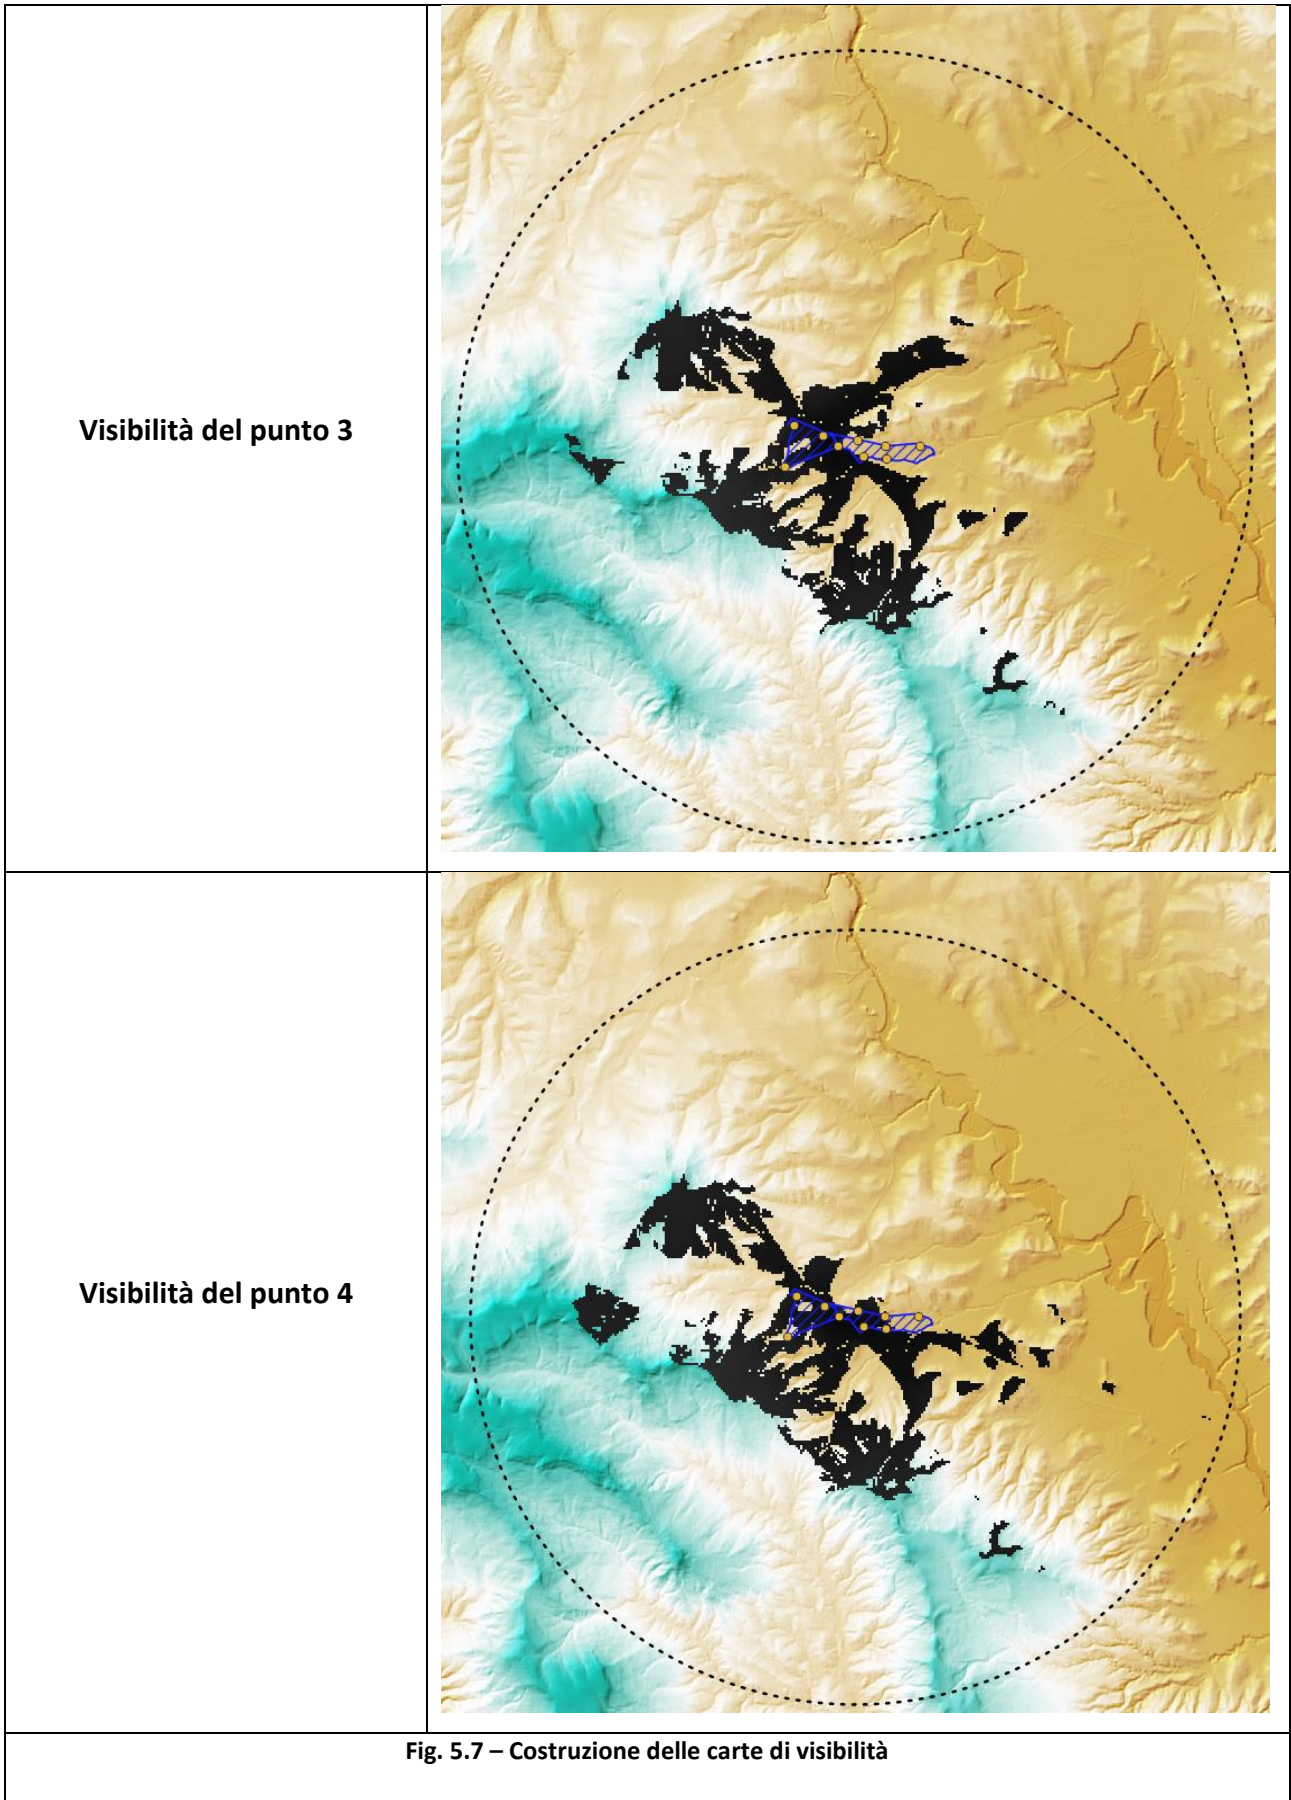 Visibilità del punto 3
Visibilità del punto 4
Fig. 5.7 – Costruzione delle carte di visibilità